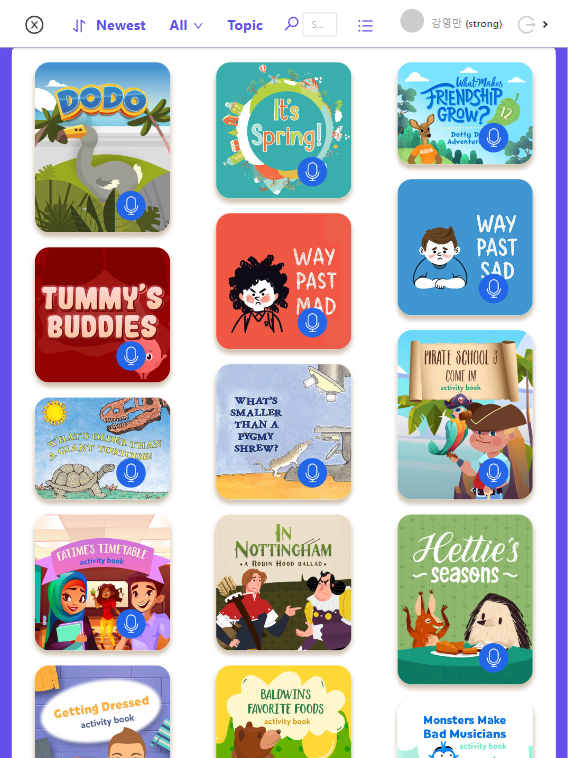 Newest
All
Topic
S...
강영만 (strong)
DODO
It's
Spring!
What Makes
FRIENDSHIP
GROW?
12
Dotty
Adventur
WAY
PAST
SAD
WAY
PAST
MAD
TUMMY'S
BUDDIES
PIRATE SCHOOL 3
COME IN!
activity book
WHAT'S
SMALLER
THAN A
PYGMY
SHREW?
WHAT'S OLDER THAN
A GIANT TORTOISE?
FATIME'S TIMETABLE
activity book
IN
NOTTINGHAM
• A ROBIN HOOD BALLAD •
Hettie's
~ seasons ~
Getting Dressed
activity book
BALDWIN'S
FAVORITE FOODS
activity book
Monsters Make
Bad Musicians
activity book